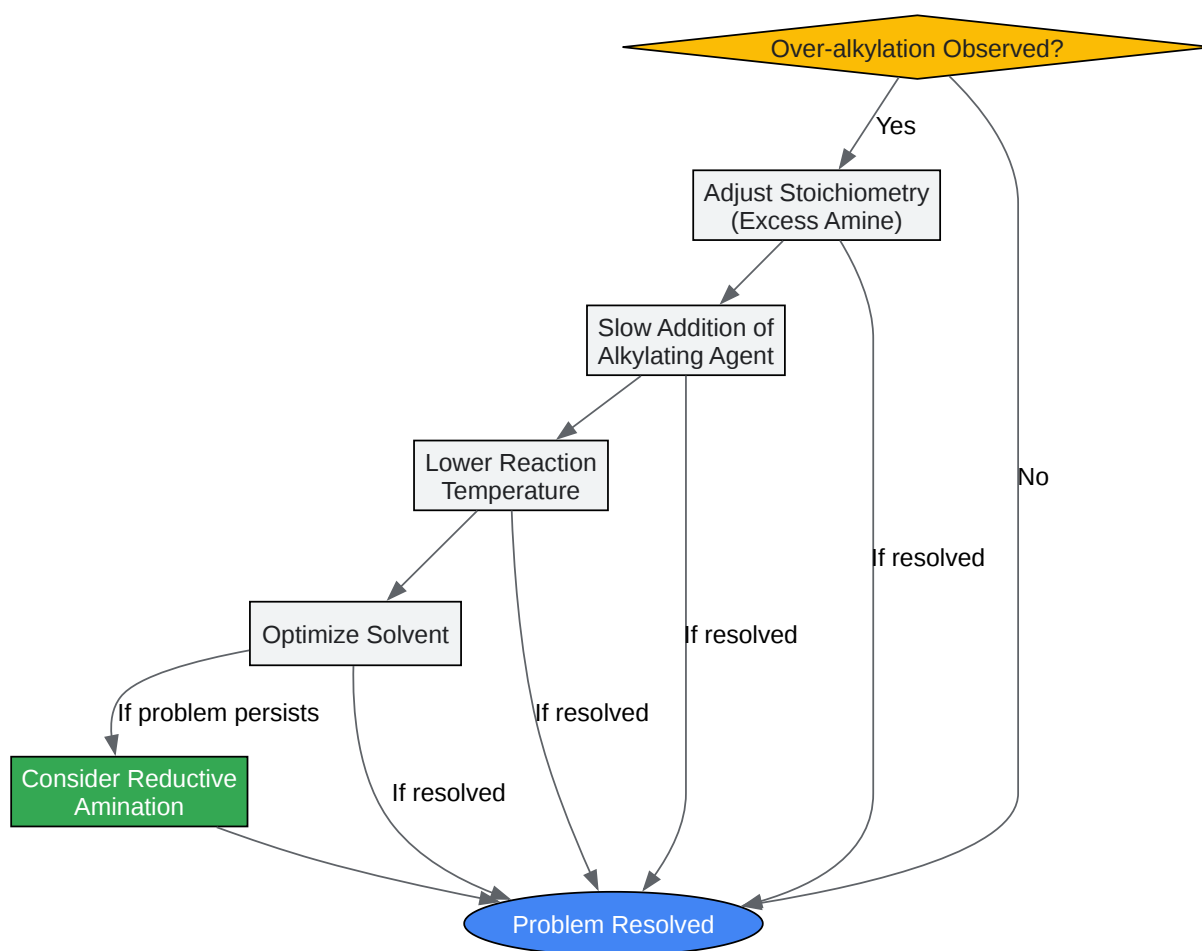 Over-alkylation Observed?
Yes
Adjust Stoichiometry
(Excess Amine)
Slow Addition of
Alkylating Agent
Lower Reaction
Temperature
No
If resolved
Optimize Solvent
If resolved
If problem persists
If resolved
Consider Reductive
Amination
If resolved
Problem Resolved